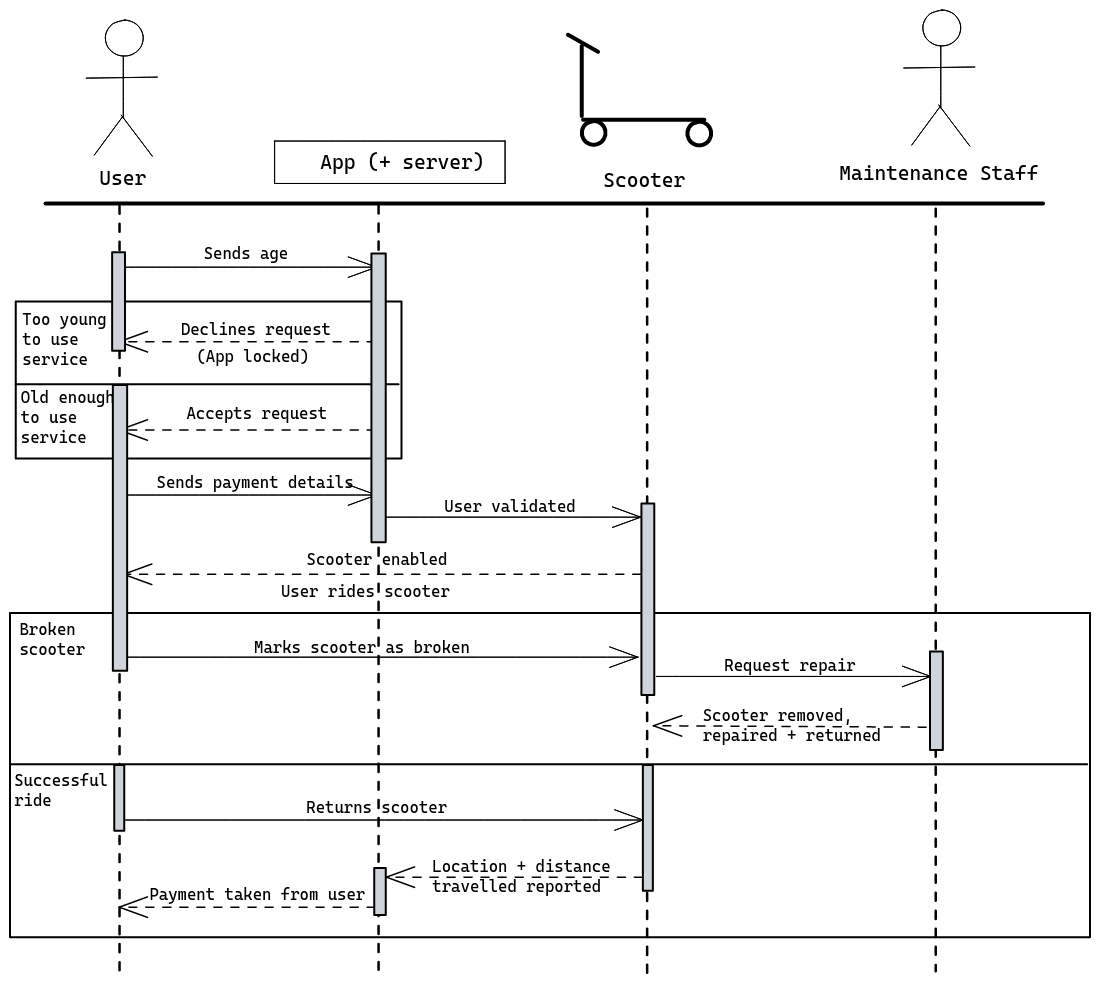 User
App (+ server)
Scooter
Maintenance Staff
Sends age
Too young
to use
service
Declines request
(App locked)
Old enough
to use
service
Accepts request
Sends payment details
User validated
Scooter enabled
User rides scooter
Broken
scooter
Marks scooter as broken
Request repair
Scooter removed,
repaired + returned
Successful
ride
Returns scooter
Location + distance
travelled reported
Payment taken from user